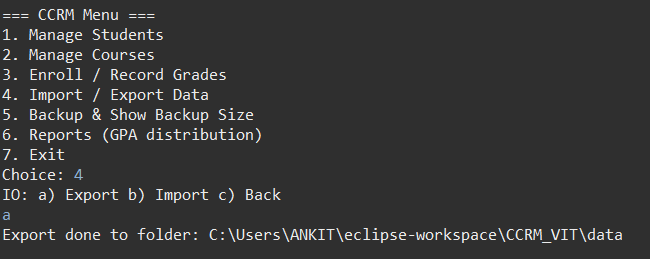 === CCRM Menu ===
1. Manage Students
2. Manage Courses
3. Enroll / Record Grades
4. Import / Export Data
5. Backup & Show Backup Size
6. Reports (GPA distribution)
7. Exit
Choice: 4
IO: a) Export b) Import c) Back
a
Export done to folder: C:\Users\ANKIT\eclipse-workspace\CCRM_VIT\data